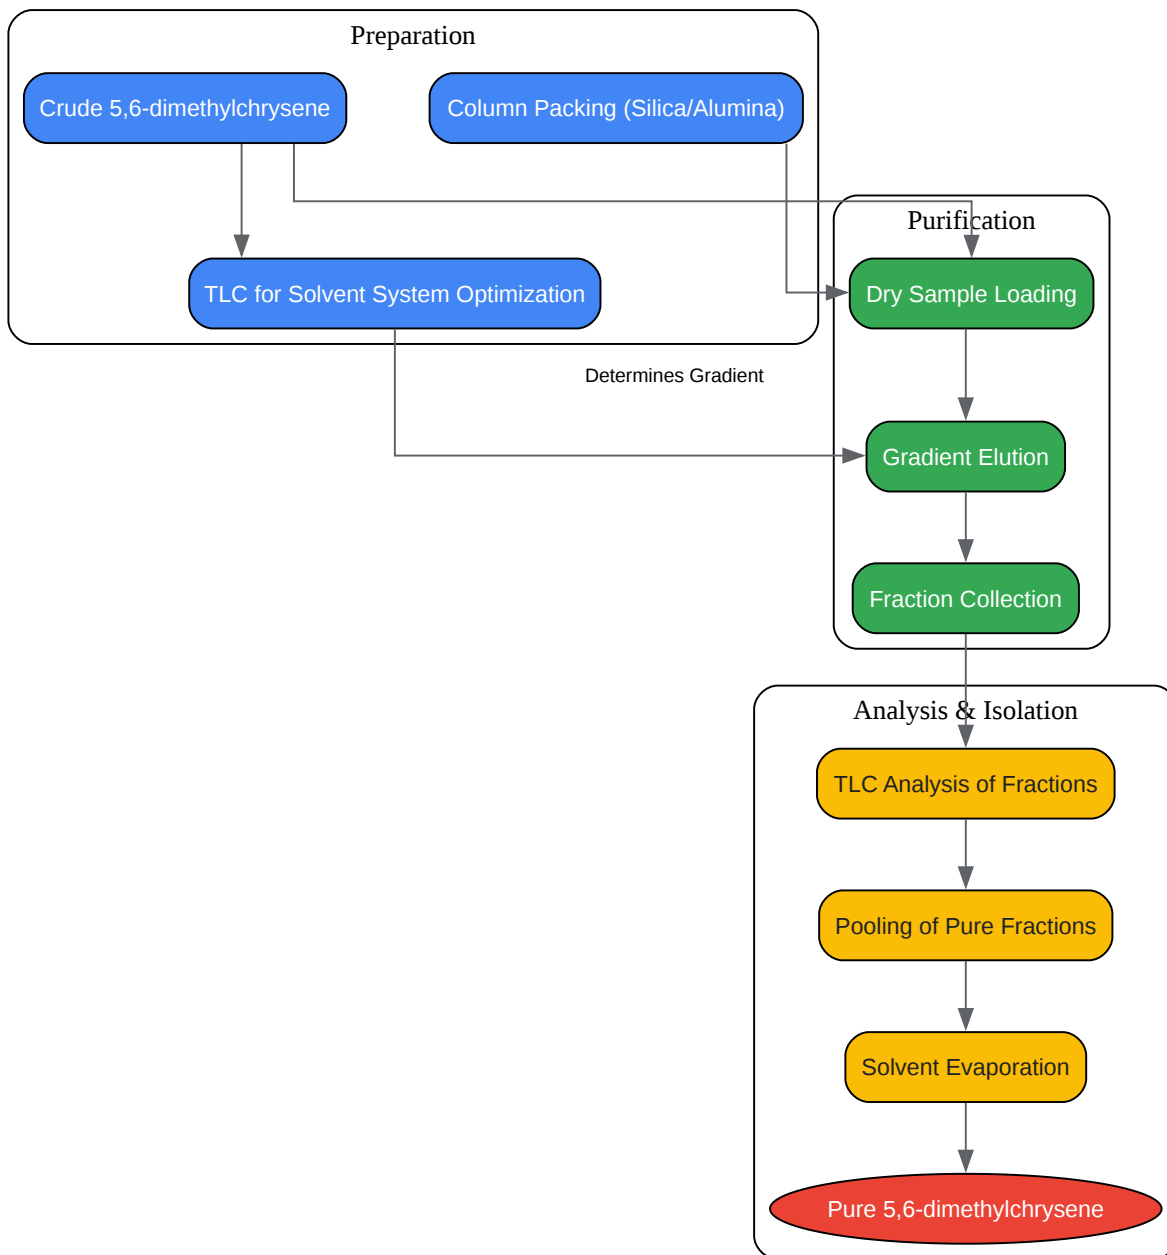 Preparation
Crude 5,6-dimethylchrysene
Column Packing (Silica/Alumina)
TLC for Solvent System Optimization
Determines Gradient
Purification
Dry Sample Loading
Gradient Elution
Fraction Collection
Analysis & Isolation
TLC Analysis of Fractions
Pooling of Pure Fractions
Solvent Evaporation
Pure 5,6-dimethylchrysene